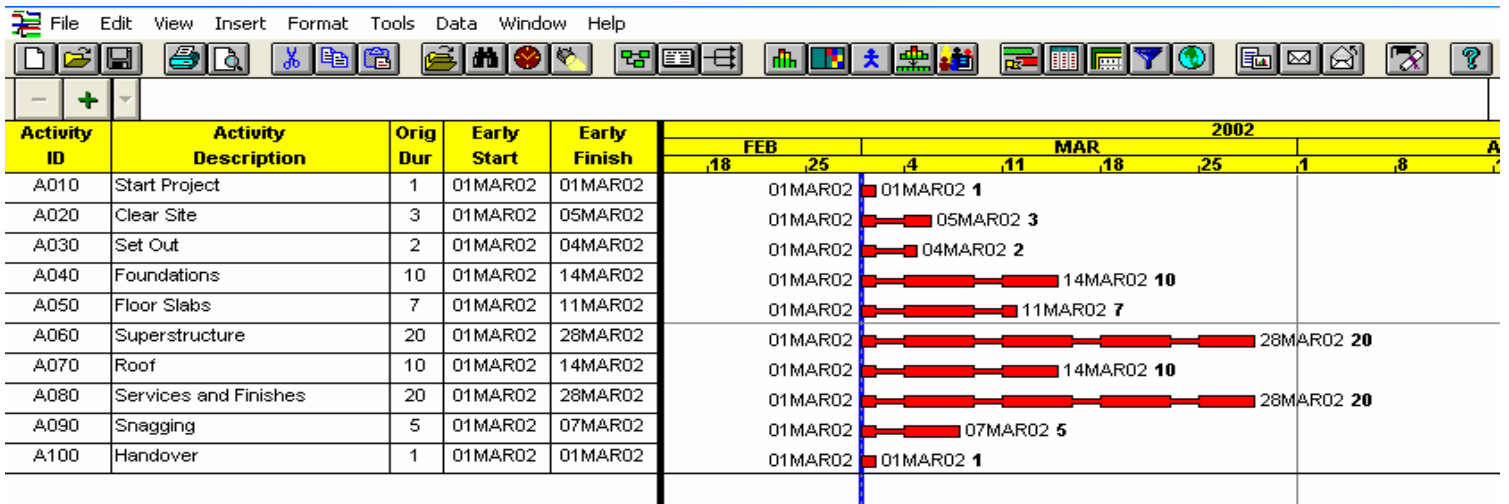 File Edit View Insert Format Tools Data Window Help
Activity ID Activity Description Orig Dur Early Start Early Finish
2002
FEB MAR A
18 25 4 11 18 25 1 8
A010 Start Project 1 01MAR02 01MAR02 01MAR02 01MAR02 1
A020 Clear Site 3 01MAR02 05MAR02 01MAR02 05MAR02 3
A030 Set Out 2 01MAR02 04MAR02 01MAR02 04MAR02 2
A040 Foundations 10 01MAR02 14MAR02 01MAR02 14MAR02 10
A050 Floor Slabs 7 01MAR02 11MAR02 01MAR02 11MAR02 7
A060 Superstructure 20 01MAR02 28MAR02 01MAR02 28MAR02 20
A070 Roof 10 01MAR02 14MAR02 01MAR02 14MAR02 10
A080 Services and Finishes 20 01MAR02 28MAR02 01MAR02 28MAR02 20
A090 Snagging 5 01MAR02 07MAR02 01MAR02 07MAR02 5
A100 Handover 1 01MAR02 01MAR02 01MAR02 01MAR02 1